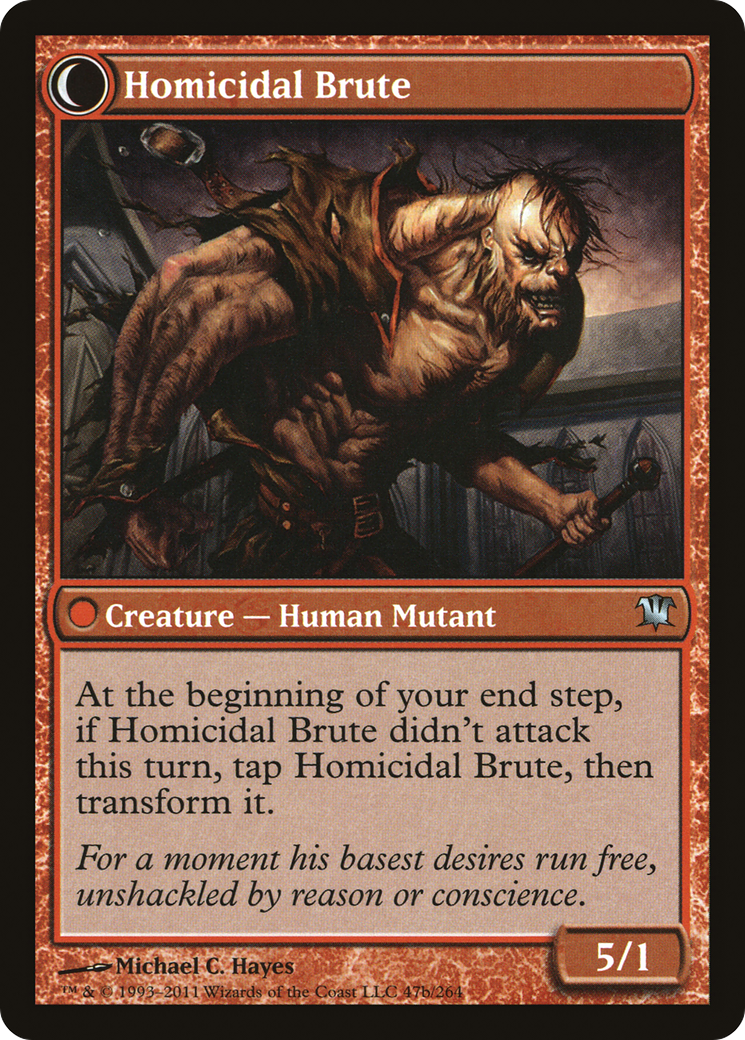 Homicidal Brute
Creature — Human Mutant
At the beginning of your end step,
if Homicidal Brute didn't attack
this turn, tap Homicidal Brute, then
transform it.
For a moment his basest desires run free,
unshackled by reason or conscience.
5/1
Michael C. Hayes
™ & © 1993–2011 Wizards of the Coast LLC 47b/264